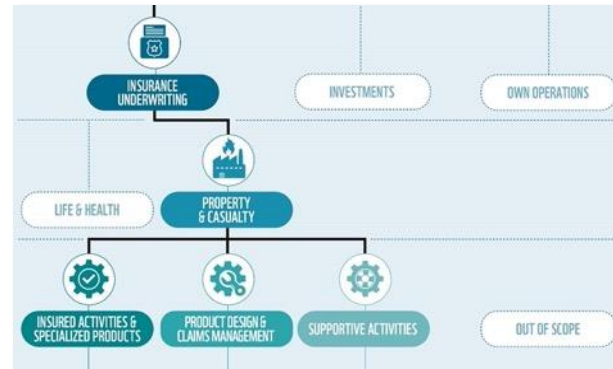 INSURANCE
UNDERWRITING
INVESTMENTS
OWN OPERATIONS
LIFE & HEALTH
PROPERTY
& CASUALTY
INSURED ACTIVITIES &
SPECIALIZED PRODUCTS
PRODUCT DESIGN &
CLAIMS MANAGEMENT
SUPPORTIVE ACTIVITIES
OUT OF SCOPE